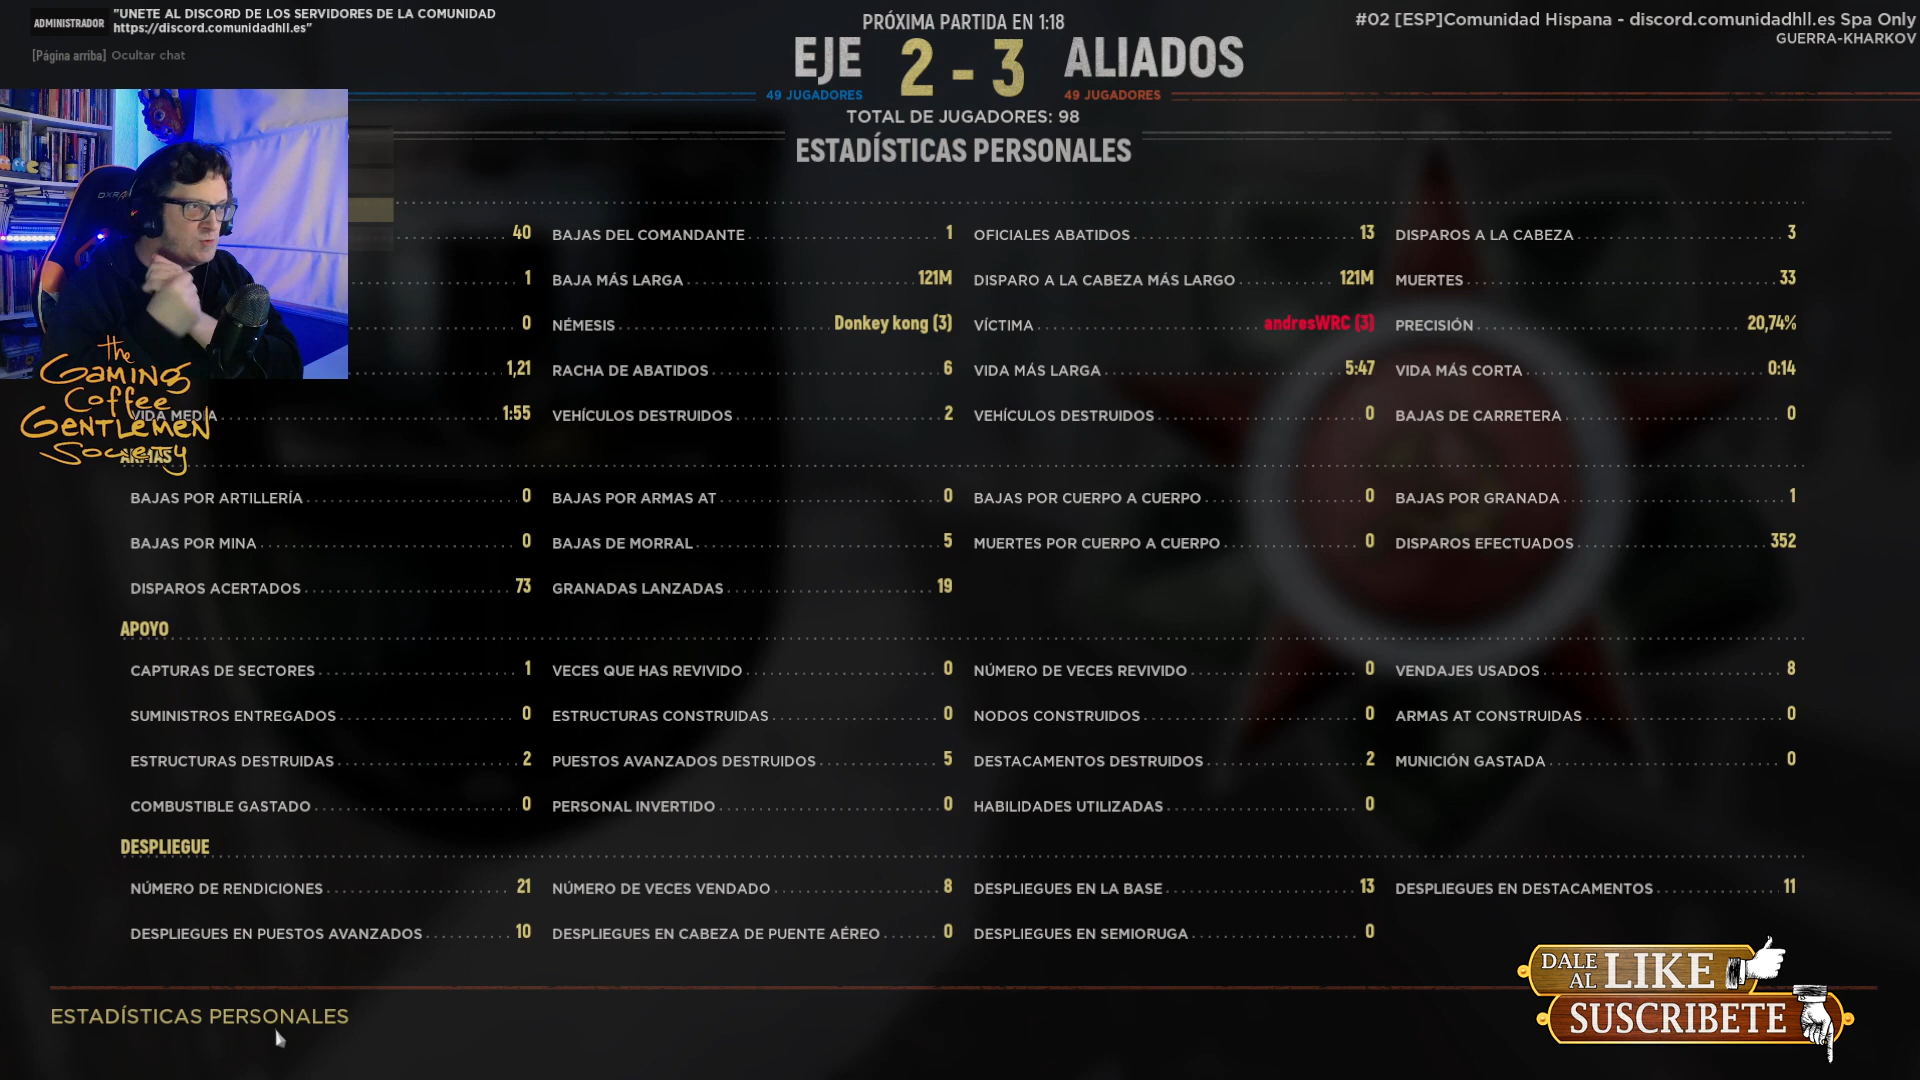 ADMINISTRADOR "UNETE AL DISCORD DE LOS SERVIDORES DE LA COMUNIDAD
https://discord.comunidadhll.es"
[Página arriba] Ocultar chat
PRÓXIMA PARTIDA EN 1:18
EJE 2 - 3 ALIADOS
49 JUGADORES 49 JUGADORES
TOTAL DE JUGADORES: 98
#02 [ESP]Comunidad Hispana - discord.comunidadhll.es Spa Only
GUERRA-KHARKOV
ESTADÍSTICAS PERSONALES
40 BAJAS DEL COMANDANTE 1 OFICIALES ABATIDOS 13 DISPAROS A LA CABEZA 3
1 BAJA MÁS LARGA 121M DISPARO A LA CABEZA MÁS LARGO 121M MUERTES 33
0 NÉMESIS Donkey kong (3) VÍCTIMA andresWRC (3) PRECISIÓN 20,74%
1,21 RACHA DE ABATIDOS 6 VIDA MÁS LARGA 5:47 VIDA MÁS CORTA 0:14
VIDA MEDIA 1:55 VEHÍCULOS DESTRUIDOS 2 VEHÍCULOS DESTRUIDOS 0 BAJAS DE CARRETERA 0
The
Gaming
Coffee
Gentlemen
Society
ARMAS
BAJAS POR ARTILLERÍA 0 BAJAS POR ARMAS AT 0 BAJAS POR CUERPO A CUERPO 0 BAJAS POR GRANADA 1
BAJAS POR MINA 0 BAJAS DE MORRAL 5 MUERTES POR CUERPO A CUERPO 0 DISPAROS EFECTUADOS 352
DISPAROS ACERTADOS 73 GRANADAS LANZADAS 19
APOYO
CAPTURAS DE SECTORES 1 VECES QUE HAS REVIVIDO 0 NÚMERO DE VECES REVIVIDO 0 VENDAJES USADOS 8
SUMINISTROS ENTREGADOS 0 ESTRUCTURAS CONSTRUIDAS 0 NODOS CONSTRUIDOS 0 ARMAS AT CONSTRUIDAS 0
ESTRUCTURAS DESTRUIDAS 2 PUESTOS AVANZADOS DESTRUIDOS 5 DESTACAMENTOS DESTRUIDOS 2 MUNICIÓN GASTADA 0
COMBUSTIBLE GASTADO 0 PERSONAL INVERTIDO 0 HABILIDADES UTILIZADAS 0
DESPLIEGUE
NÚMERO DE RENDICIONES 21 NÚMERO DE VECES VENDADO 8 DESPLIEGUES EN LA BASE 13 DESPLIEGUES EN DESTACAMENTOS 11
DESPLIEGUES EN PUESTOS AVANZADOS 10 DESPLIEGUES EN CABEZA DE PUENTE AÉREO 0 DESPLIEGUES EN SEMIORUGA 0
ESTADÍSTICAS PERSONALES
DALE AL LIKE
SUSCRIBETE